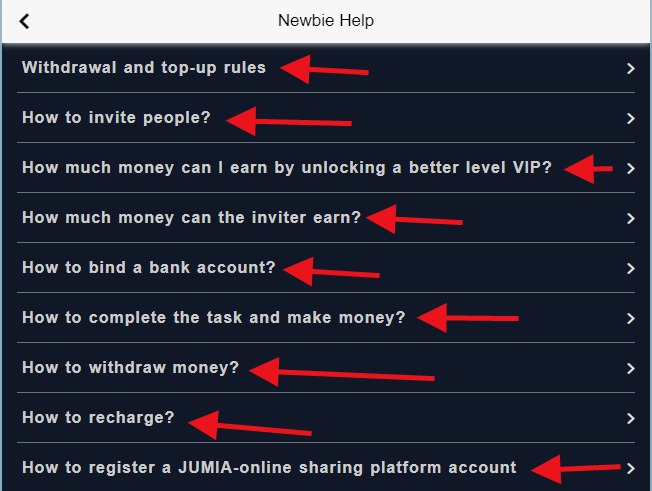 Newbie Help
Withdrawal and top-up rules
How to invite people?
How much money can I earn by unlocking a better level VIP?
How much money can the inviter earn?
How to bind a bank account?
How to complete the task and make money?
How to withdraw money?
How to recharge?
How to register a JUMIA-online sharing platform account